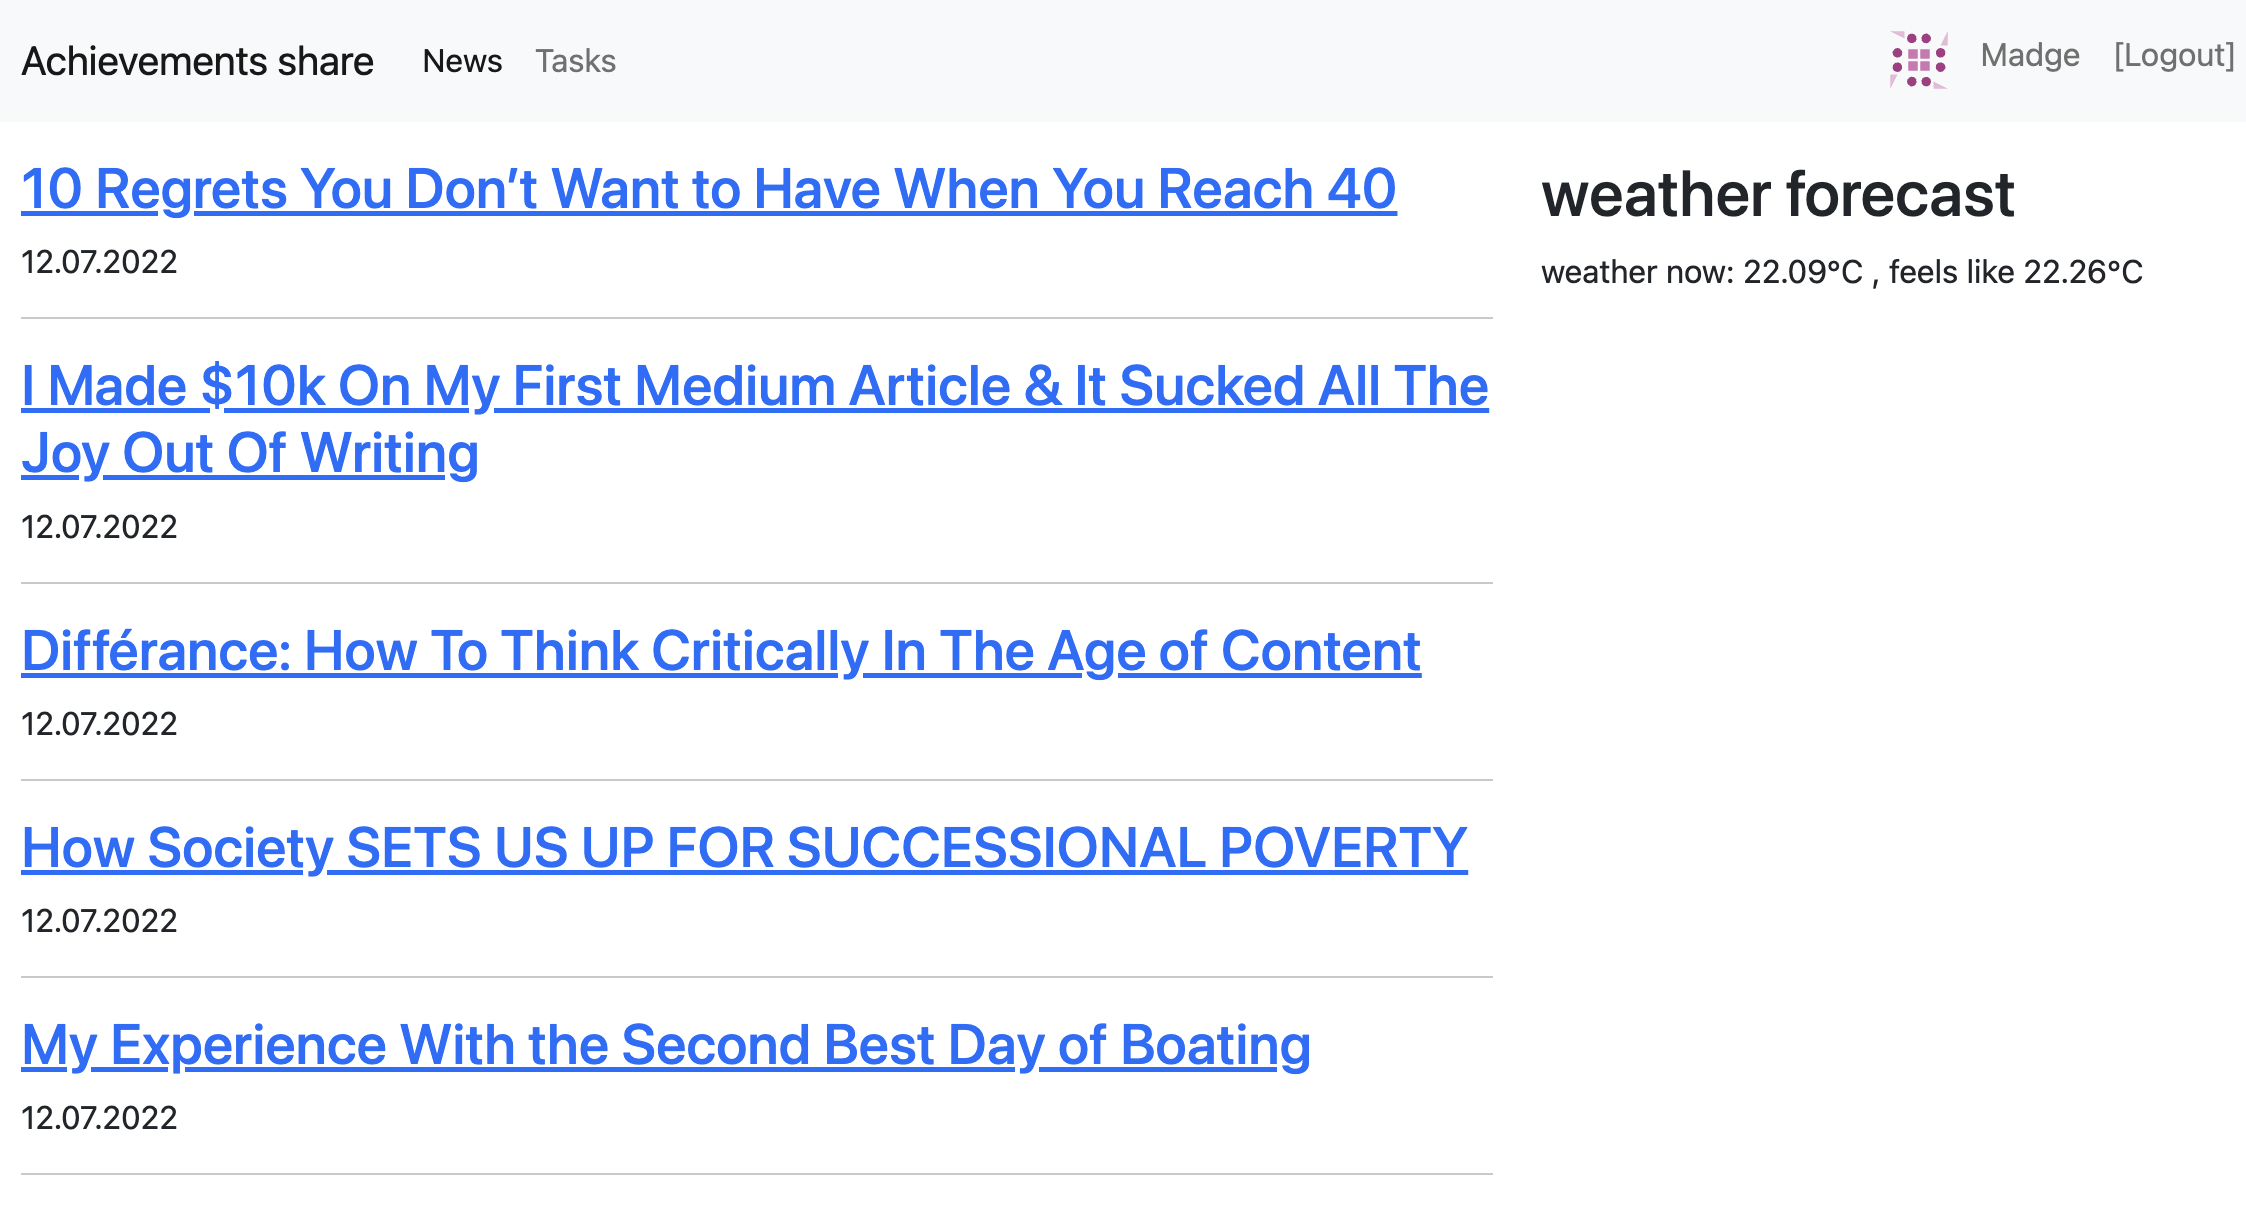 Achievements share News Tasks Madge [Logout]
10 Regrets You Don’t Want to Have When You Reach 40
12.07.2022
I Made $10k On My First Medium Article & It Sucked All The
Joy Out Of Writing
12.07.2022
Différance: How To Think Critically In The Age of Content
12.07.2022
How Society SETS US UP FOR SUCCESSIONAL POVERTY
12.07.2022
My Experience With the Second Best Day of Boating
12.07.2022
weather forecast
weather now: 22.09°C , feels like 22.26°C